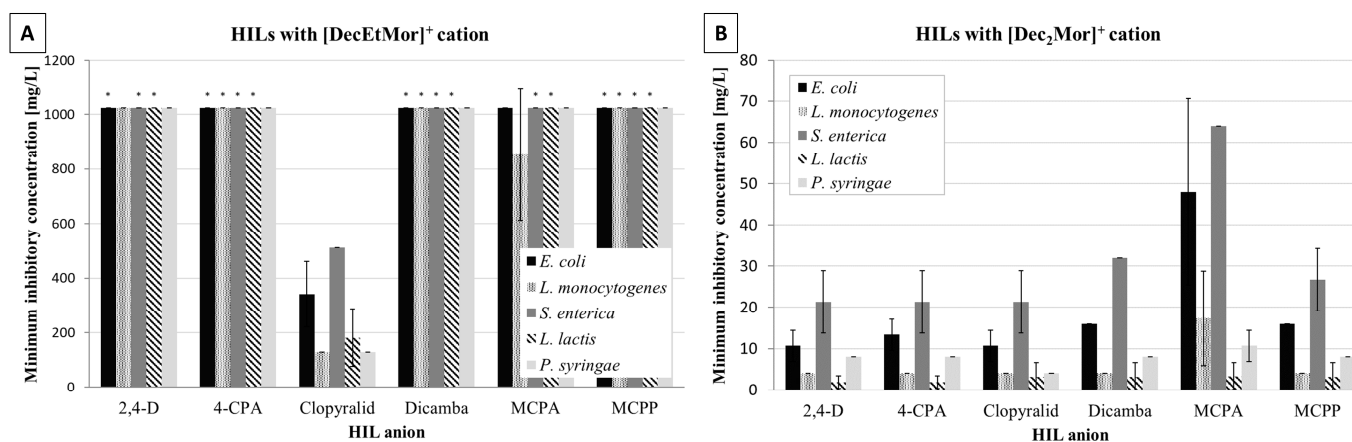 A
HILs with [DecEtMor]+ cation
Minimum inhibitory concentration [mg/L]
1200
1000
800
600
400
200
0
* * * * * * * * * * * * * * * * *
E. coli
L. monocytogenes
S. enterica
L. lactis
P. syringae
2,4-D 4-CPA Clopyralid Dicamba MCPA MCPP
HIL anion
B
HILs with [Dec2Mor]+ cation
Minimum inhibitory concentration [mg/L]
80
70
60
50
40
30
20
10
0
E. coli
L. monocytogenes
S. enterica
L. lactis
P. syringae
2,4-D 4-CPA Clopyralid Dicamba MCPA MCPP
HIL anion